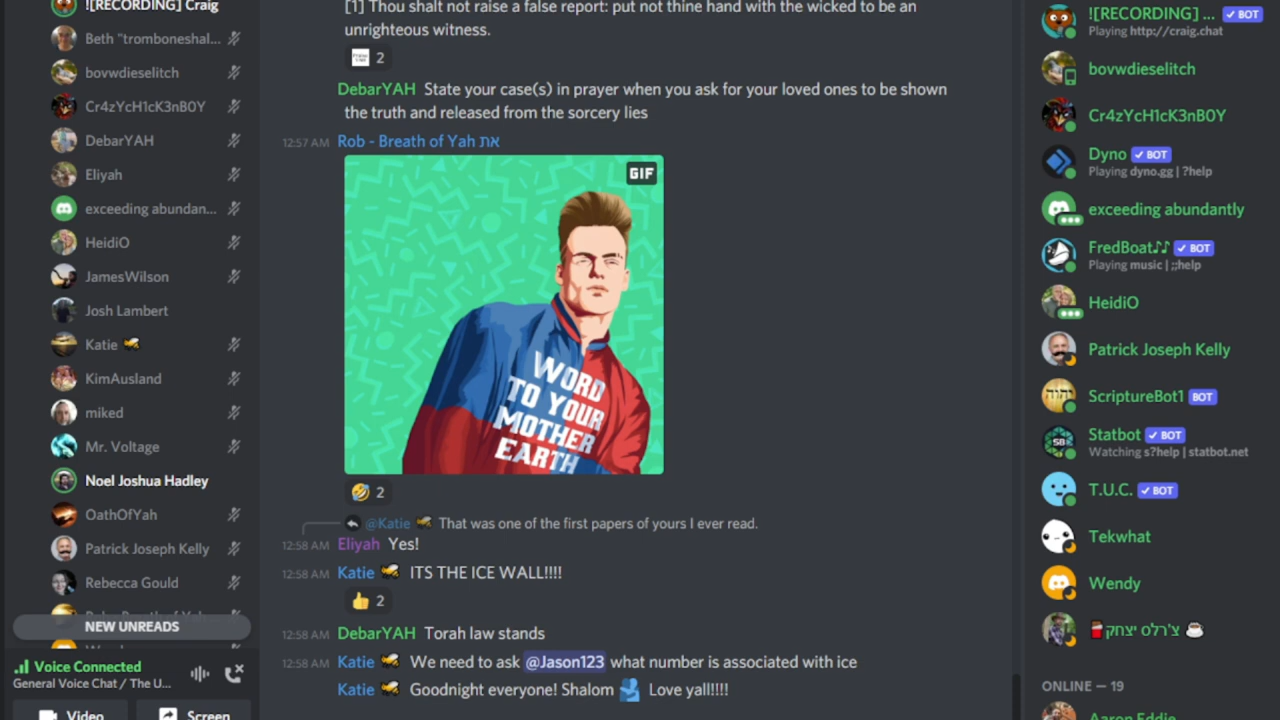 ![RECORDING] Craig
Beth "tromboneshal...
bovwdieselitch
Cr4zYcH1cK3nB0Y
DebarYAH
Eliyah
exceeding abundan...
HeidiO
JamesWilson
Josh Lambert
Katie
KimAusland
miked
Mr. Voltage
Noel Joshua Hadley
OathOfYah
Patrick Joseph Kelly
Rebecca Gould
NEW UNREADS
Voice Connected
General Voice Chat / The U...
Video
Screen
[1] Thou shalt not raise a false report: put not thine hand with the wicked to be an
unrighteous witness.
2
DebarYAH State your case(s) in prayer when you ask for your loved ones to be shown
the truth and released from the sorcery lies
12:57 AM Rob - Breath of Yah את
GIF
WORD
TO YOUR
MOTHER
EARTH
2
@Katie That was one of the first papers of yours I ever read.
12:58 AM Eliyah Yes!
12:58 AM Katie ITS THE ICE WALL!!!!
2
12:58 AM DebarYAH Torah law stands
12:58 AM Katie We need to ask @Jason123 what number is associated with ice
Katie Goodnight everyone! Shalom Love yall!!!!
![RECORDING] ... BOT
Playing http://craig.chat
bovwdieselitch
Cr4zYcH1cK3nB0Y
Dyno BOT
Playing dyno.gg | ?help
exceeding abundantly
FredBoat♪♪ BOT
Playing music | ;;help
HeidiO
Patrick Joseph Kelly
ScriptureBot1 BOT
Statbot BOT
Watching s?help | statbot.net
T.U.C. BOT
Tekwhat
Wendy
צ'רלס יצחק
ONLINE — 19
Aaron Eddie